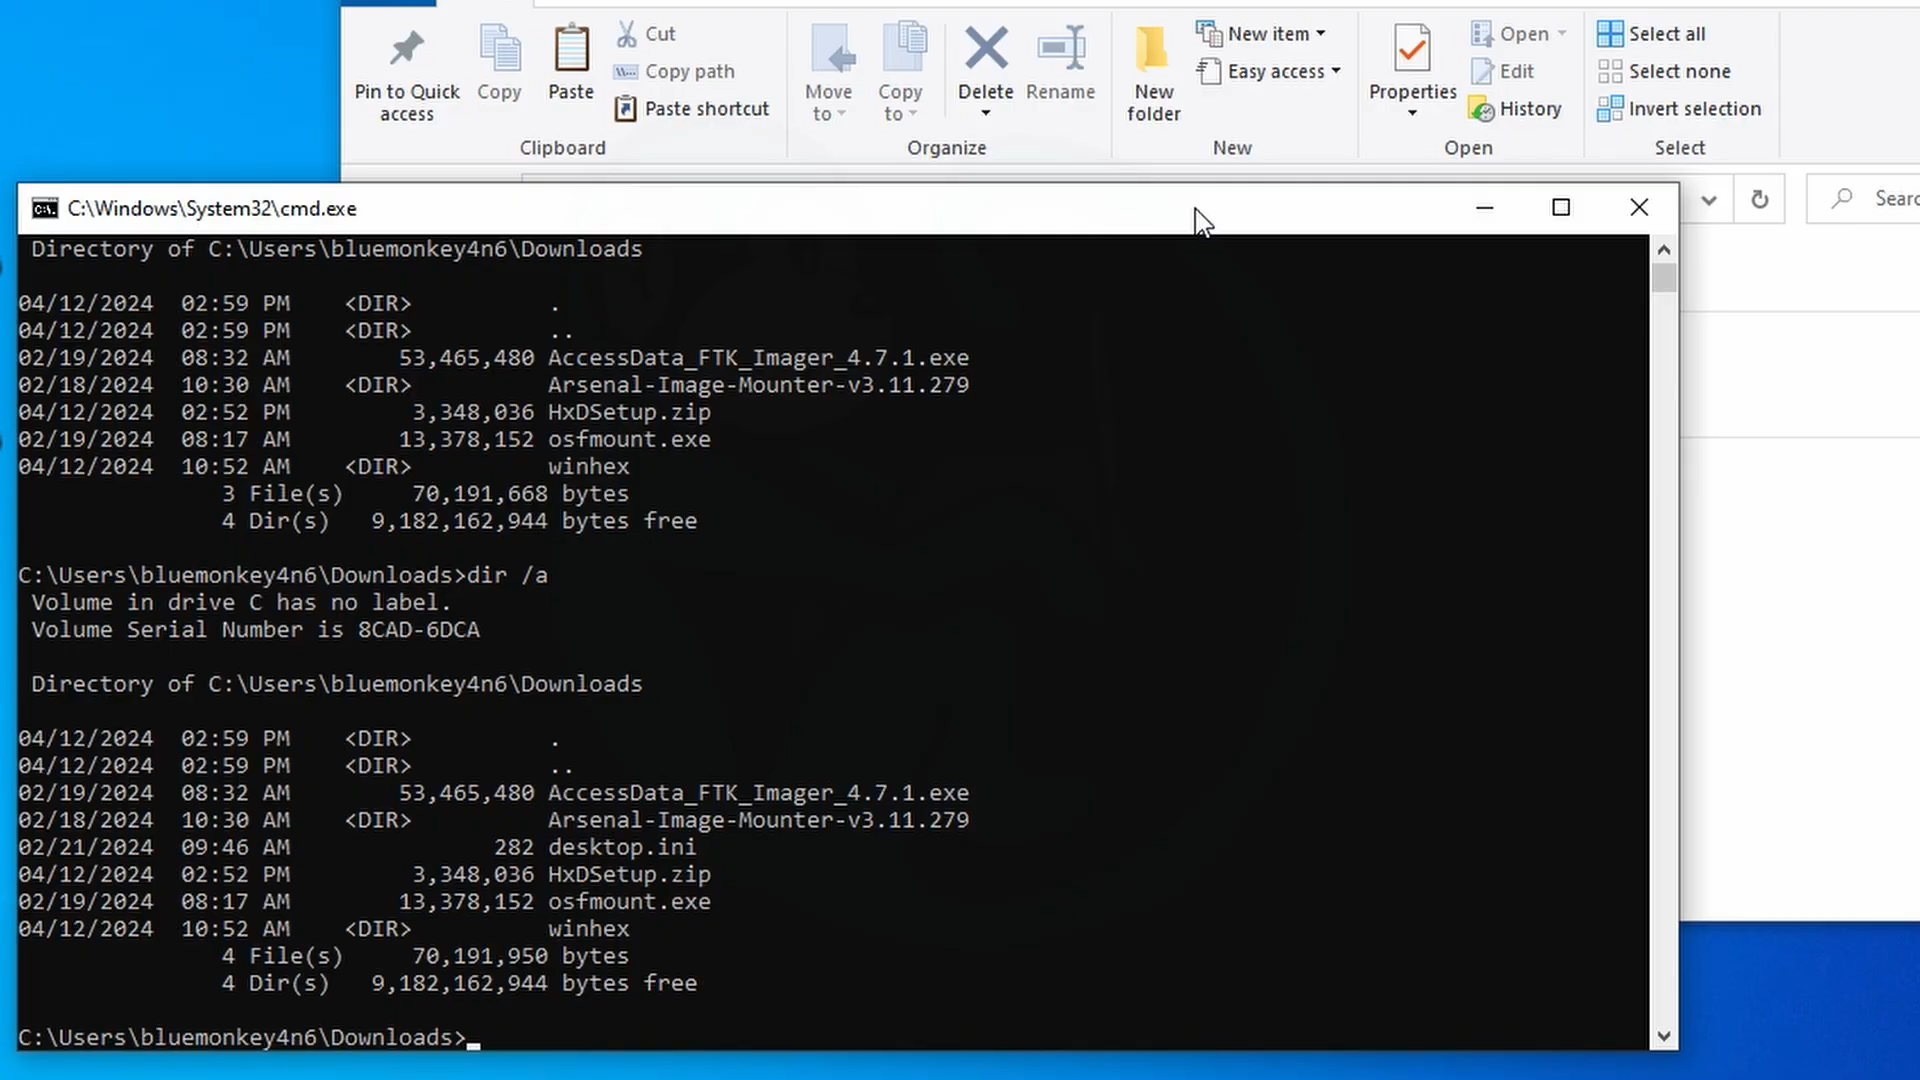 Pin to Quick access
Copy
Paste
Cut
Copy path
Paste shortcut
Clipboard
Move to
Copy to
Delete
Rename
Organize
New folder
New item
Easy access
New
Properties
Open
Edit
History
Open
Select all
Select none
Invert selection
Select
C:\Windows\System32\cmd.exe
Directory of C:\Users\bluemonkey4n6\Downloads
04/12/2024  02:59 PM    <DIR>          .
04/12/2024  02:59 PM    <DIR>          ..
02/19/2024  08:32 AM        53,465,480 AccessData_FTK_Imager_4.7.1.exe
02/18/2024  10:30 AM    <DIR>          Arsenal-Image-Mounter-v3.11.279
04/12/2024  02:52 PM         3,348,036 HxDSetup.zip
02/19/2024  08:17 AM        13,378,152 osfmount.exe
04/12/2024  10:52 AM    <DIR>          winhex
3 File(s)     70,191,668 bytes
4 Dir(s)   9,182,162,944 bytes free
C:\Users\bluemonkey4n6\Downloads>dir /a
Volume in drive C has no label.
Volume Serial Number is 8CAD-6DCA
Directory of C:\Users\bluemonkey4n6\Downloads
04/12/2024  02:59 PM    <DIR>          .
04/12/2024  02:59 PM    <DIR>          ..
02/19/2024  08:32 AM        53,465,480 AccessData_FTK_Imager_4.7.1.exe
02/18/2024  10:30 AM    <DIR>          Arsenal-Image-Mounter-v3.11.279
02/21/2024  09:46 AM               282 desktop.ini
04/12/2024  02:52 PM         3,348,036 HxDSetup.zip
02/19/2024  08:17 AM        13,378,152 osfmount.exe
04/12/2024  10:52 AM    <DIR>          winhex
4 File(s)     70,191,950 bytes
4 Dir(s)   9,182,162,944 bytes free
C:\Users\bluemonkey4n6\Downloads>